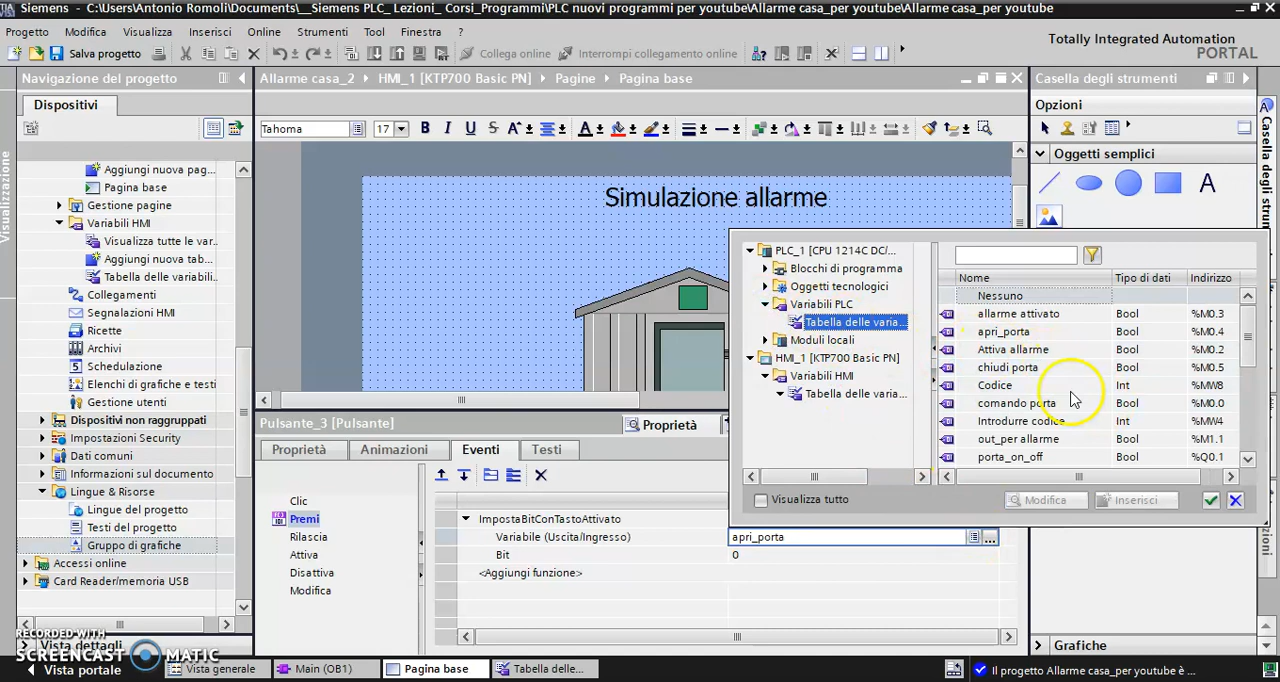 Siemens - C:\Users\Antonio Romoli\Documents\__Siemens PLC_ Lezioni_ Corsi_Programmi\PLC nuovi programmi per youtube\Allarme casa_per youtube\Allarme casa_per youtube
Progetto Modifica Visualizza Inserisci Online Strumenti Tool Finestra ?
Totally Integrated Automation
PORTAL
Salva progetto Collega online Interrompi collegamento online
Navigazione del progetto
Allarme casa_2 HMI_1 [KTP700 Basic PN] Pagine Pagina base
Casella degli strumenti
Dispositivi
Opzioni
Tahoma 17 B I U S A A
Oggetti semplici
A
Aggiungi nuova pag...
Pagina base
Gestione pagine
Variabili HMI
Visualizza tutte le var...
Aggiungi nuova tab...
Tabella delle variabili...
Collegamenti
Segnalazioni HMI
Ricette
Archivi
Schedulazione
Elenchi di grafiche e testi
Gestione utenti
Dispositivi non raggruppati
Impostazioni Security
Dati comuni
Informazioni sul documento
Lingue & Risorse
Lingue del progetto
Testi del progetto
Gruppo di grafiche
Accessi online
Card Reader/memoria USB
Vista dettagli
Simulazione allarme
PLC_1 [CPU 1214C DC/...
Blocchi di programma
Oggetti tecnologici
Variabili PLC
Tabella delle varia...
Moduli locali
HMI_1 [KTP700 Basic PN]
Variabili HMI
Tabella delle varia...
Nome Tipo di dati Indirizzo
Nessuno
allarme attivato Bool %M0.3
apri_porta Bool %M0.4
Attiva allarme Bool %M0.2
chiudi porta Bool %M0.5
Codice Int %MW8
comando porta Bool %M0.0
Introdurre codice Int %MW4
out_per allarme Bool %M1.1
porta_on_off Bool %Q0.1
Visualizza tutto Modifica Inserisci
Pulsante_3 [Pulsante]
Proprietà
Proprietà Animazioni Eventi Testi
Clic
Premi
Rilascia
Attiva
Disattiva
Modifica
ImpostaBitConTastoAttivato
Variabile (Uscita/Ingresso) apri_porta ...
Bit 0
<Aggiungi funzione>
Grafiche
Visualizzazione
Casella degli strumenti
RECORDED WITH
SCREENCAST MATIC
Vista portale Vista generale Main (OB1) Pagina base Tabella delle... Il progetto Allarme casa_per youtube è ...